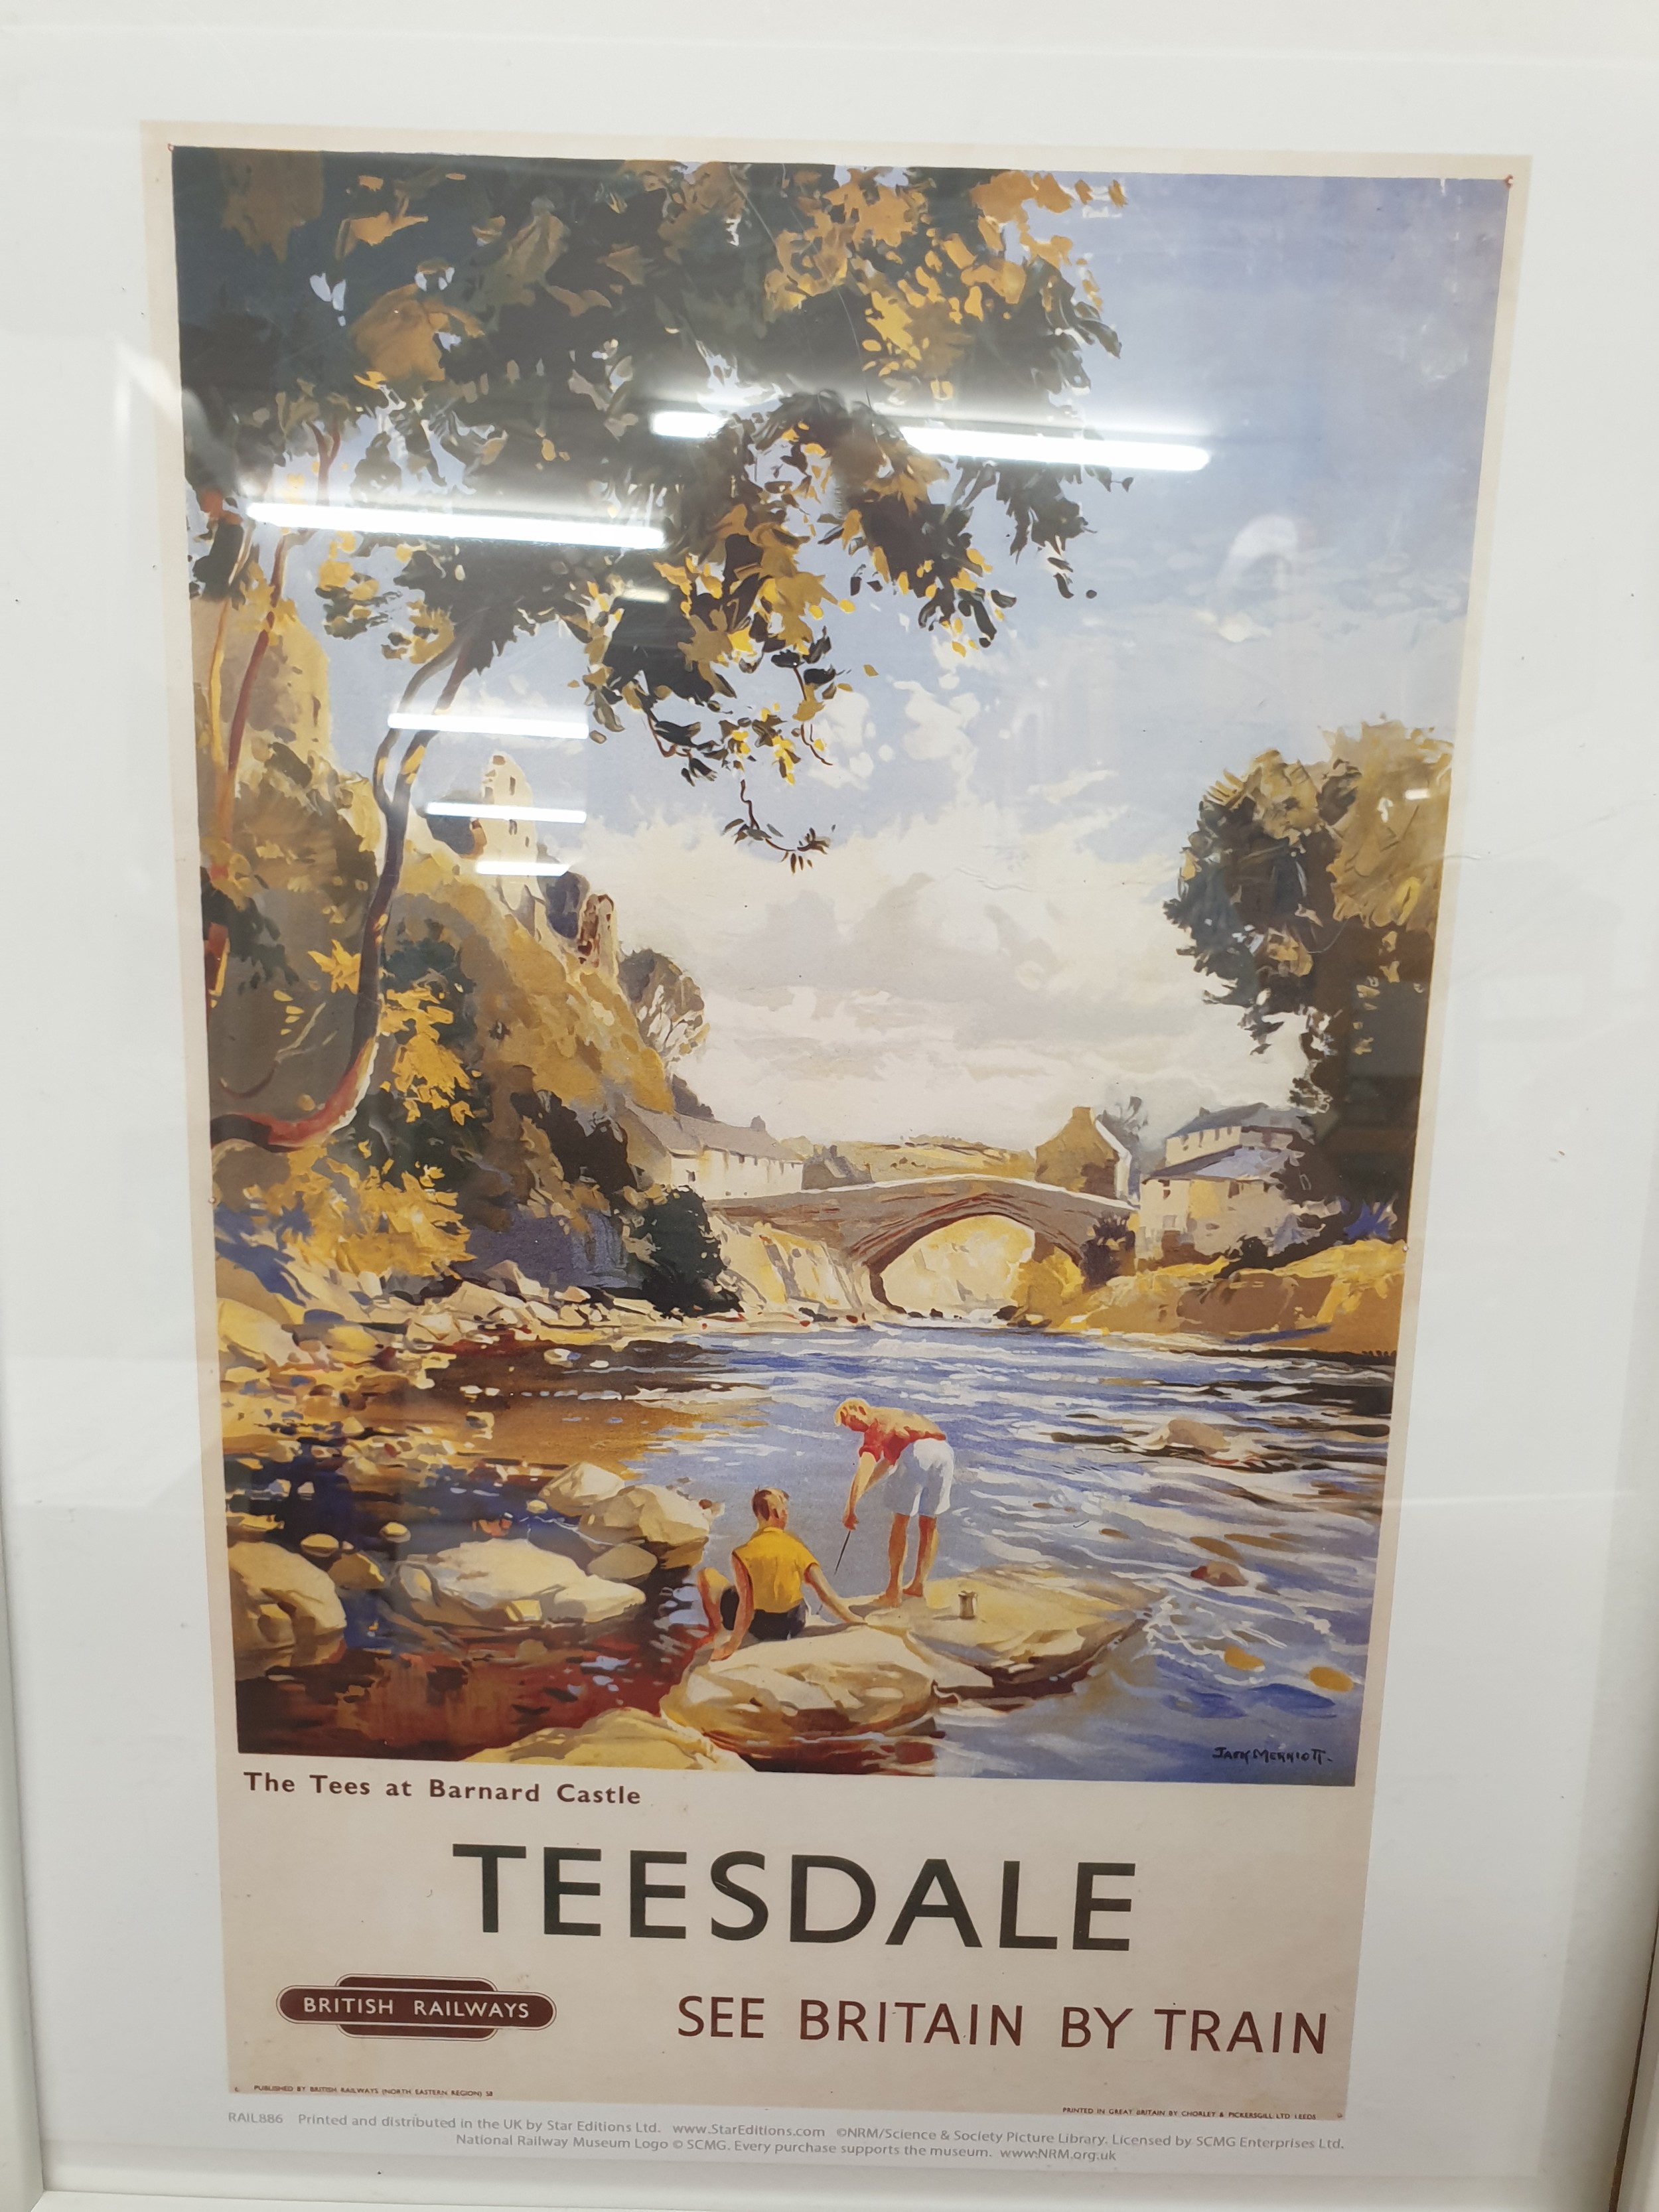 JACK MERRIOTT.
The Tees at Barnard Castle
TEESDALE
BRITISH RAILWAYS
SEE BRITAIN BY TRAIN
PUBLISHED BY BRITISH RAILWAYS (NORTH EASTERN REGION)
PRINTED IN GREAT BRITAIN BY CHORLEY & PICKERSGILL LTD LEEDS
RAIL886 Printed and distributed in the UK by Star Editions Ltd. www.StarEditions.com ©NRM/Science & Society Picture Library. Licensed by SCMG Enterprises Ltd.
National Railway Museum Logo © SCMG. Every purchase supports the museum. www.NRM.org.uk